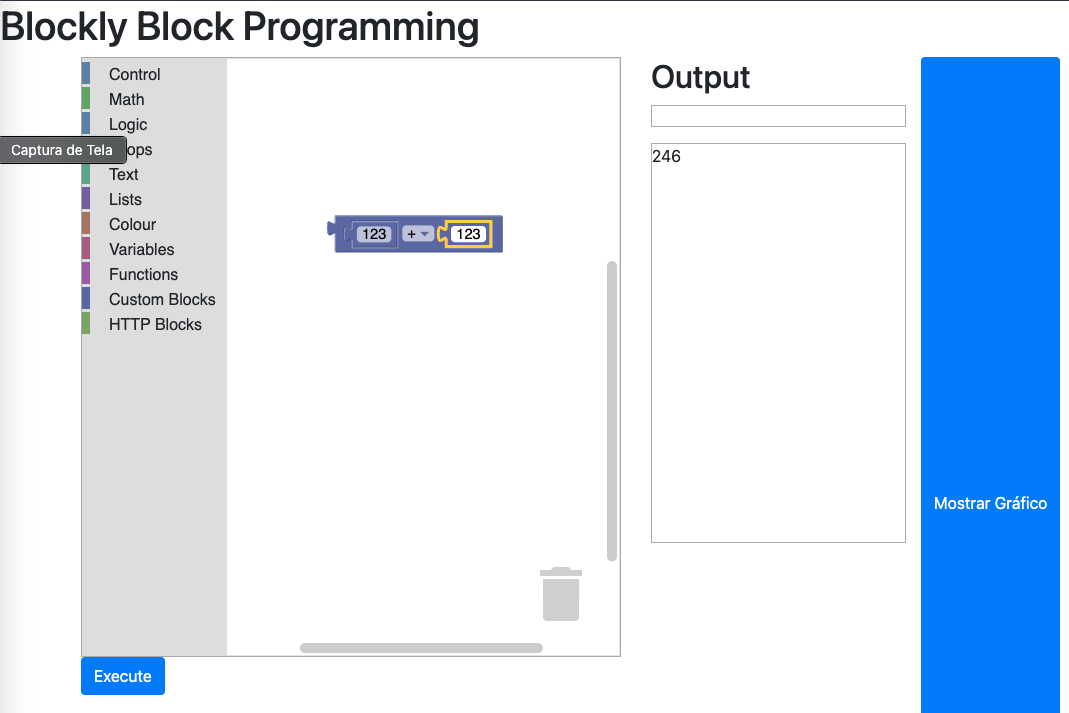 Blockly Block Programming
Control
Math
Logic
Captura de Tela
ops
Text
Lists
Colour
Variables
Functions
Custom Blocks
HTTP Blocks
123 + 123
Execute
Output
246
Mostrar Gráfico